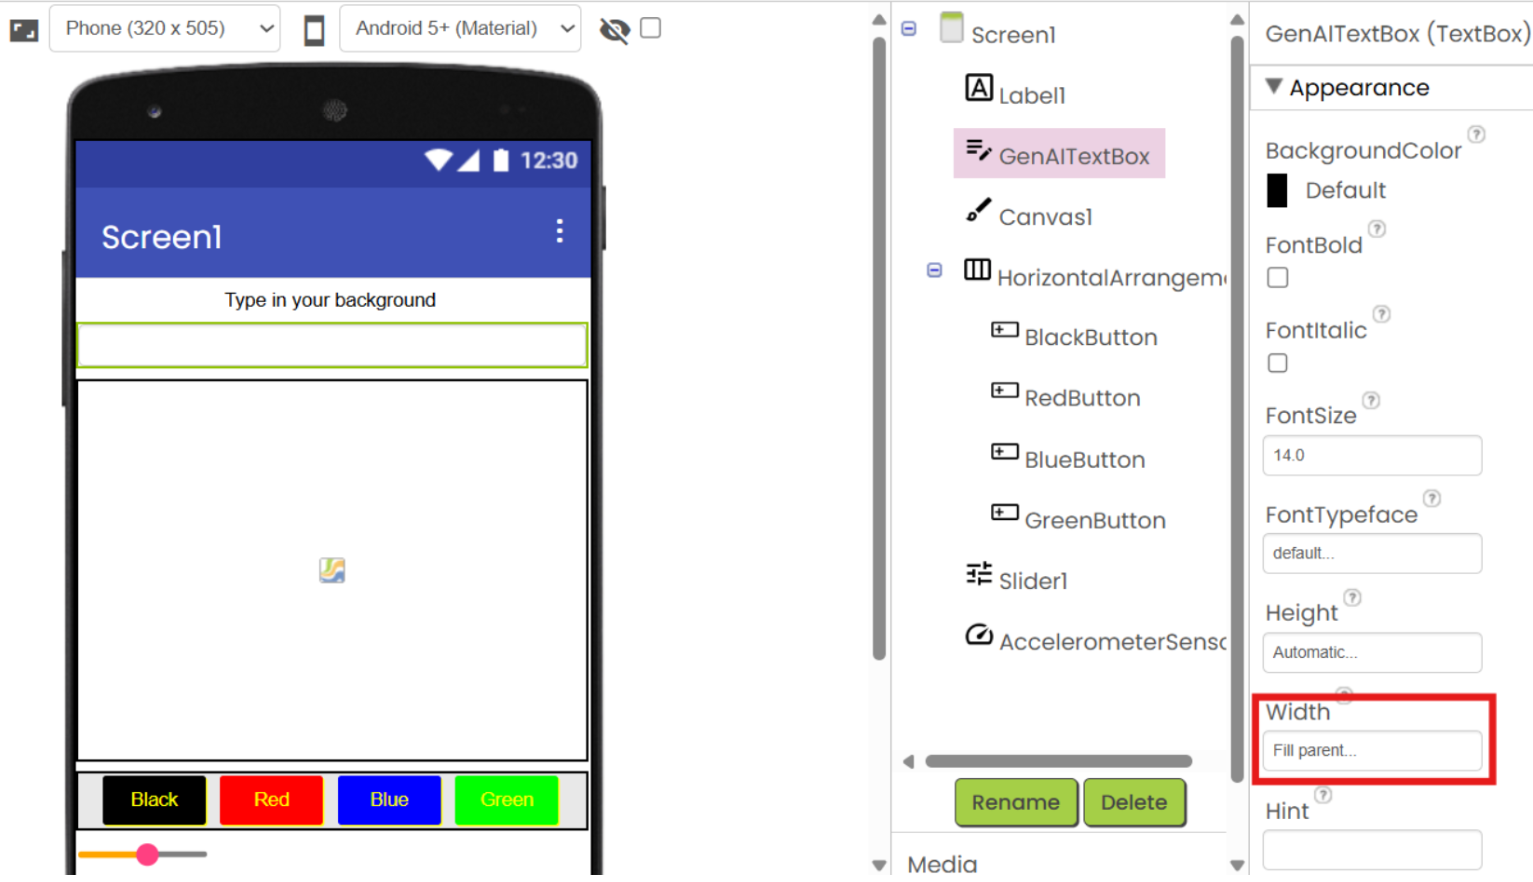 Phone (320 x 505)
Android 5+ (Material)
12:30
Screen1
Type in your background
Black
Red
Blue
Green
Screen1
Label1
GenAITextBox
Canvas1
HorizontalArrangeme
BlackButton
RedButton
BlueButton
GreenButton
Slider1
AccelerometerSenso
Rename
Delete
Media
GenAITextBox (TextBox)
Appearance
BackgroundColor ?
Default
FontBold ?
FontItalic ?
FontSize ?
14.0
FontTypeface ?
default...
Height ?
Automatic...
Width ?
Fill parent...
Hint ?